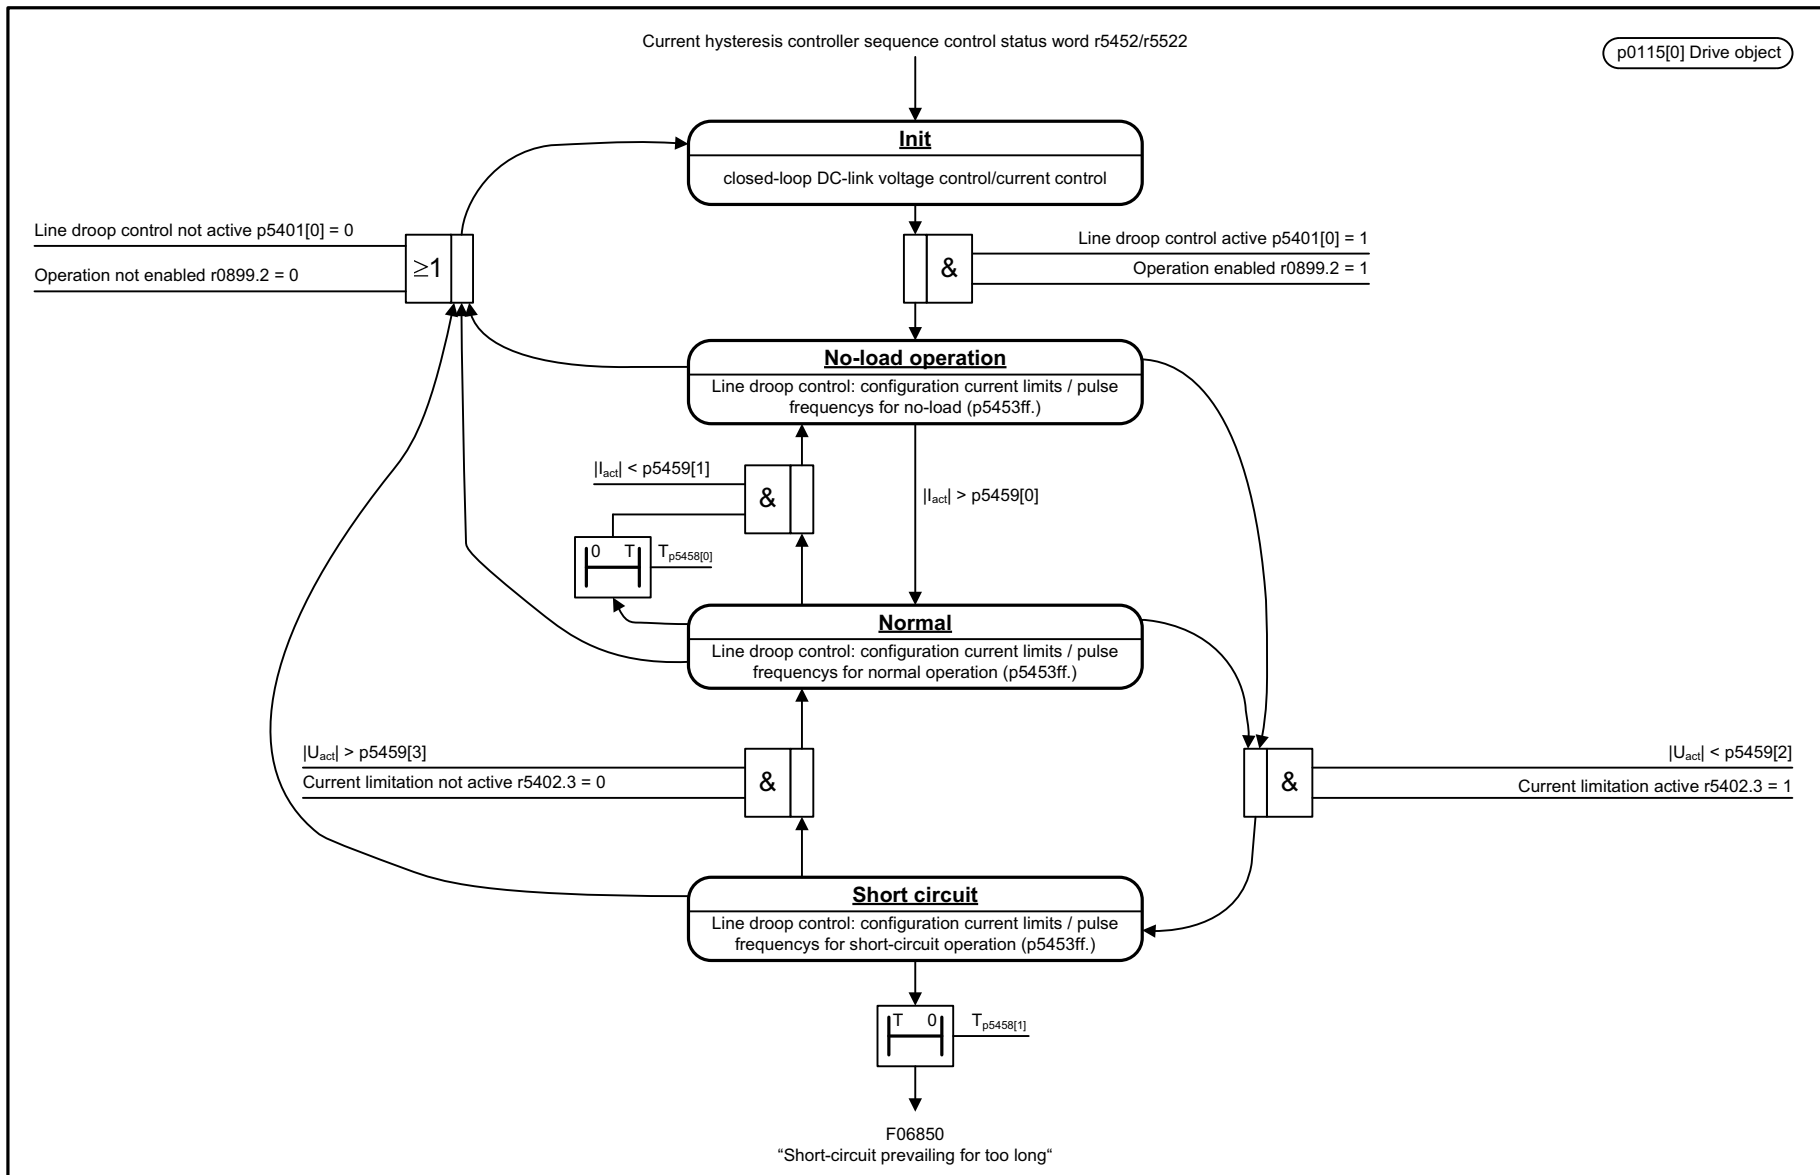 Current hysteresis controller sequence control status word r5452/r5522
p0115[0] Drive object
Init
closed-loop DC-link voltage control/current control
Line droop control not active p5401[0] = 0
Operation not enabled r0899.2 = 0
≥1
Line droop control active p5401[0] = 1
Operation enabled r0899.2 = 1
&
No-load operation
Line droop control: configuration current limits / pulse
frequencys for no-load (p5453ff.)
|Iact| < p5459[1]
&
|Iact| > p5459[0]
0 T
Tp5458[0]
Normal
Line droop control: configuration current limits / pulse
frequencys for normal operation (p5453ff.)
|Uact| > p5459[3]
Current limitation not active r5402.3 = 0
&
|Uact| < p5459[2]
Current limitation active r5402.3 = 1
&
Short circuit
Line droop control: configuration current limits / pulse
frequencys for short-circuit operation (p5453ff.)
T 0
Tp5458[1]
F06850
“Short-circuit prevailing for too long“